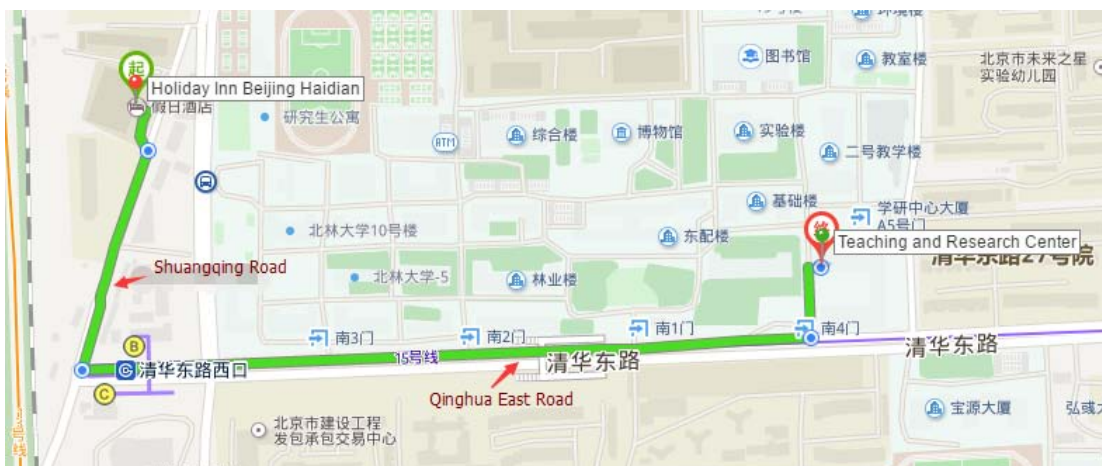 环境楼
图书馆
教室楼
北京市未来之星
实验幼儿园
起
Holiday Inn Beijing Haidian
假日酒店
研究生公寓
ATM
综合楼
博物馆
实验楼
二号教学楼
基础楼
学研中心大厦
A5号门
终
北林大学10号楼
东配楼
Teaching and Research Center
清华东路27号院
Shuangqing Road
北林大学-5
林业楼
南3门
南2门
南1门
南4门
B
15号线
清华东路西口
清华东路
清华东路
C
Qinghua East Road
北京市建设工程
发包承包交易中心
宝源大厦
号线